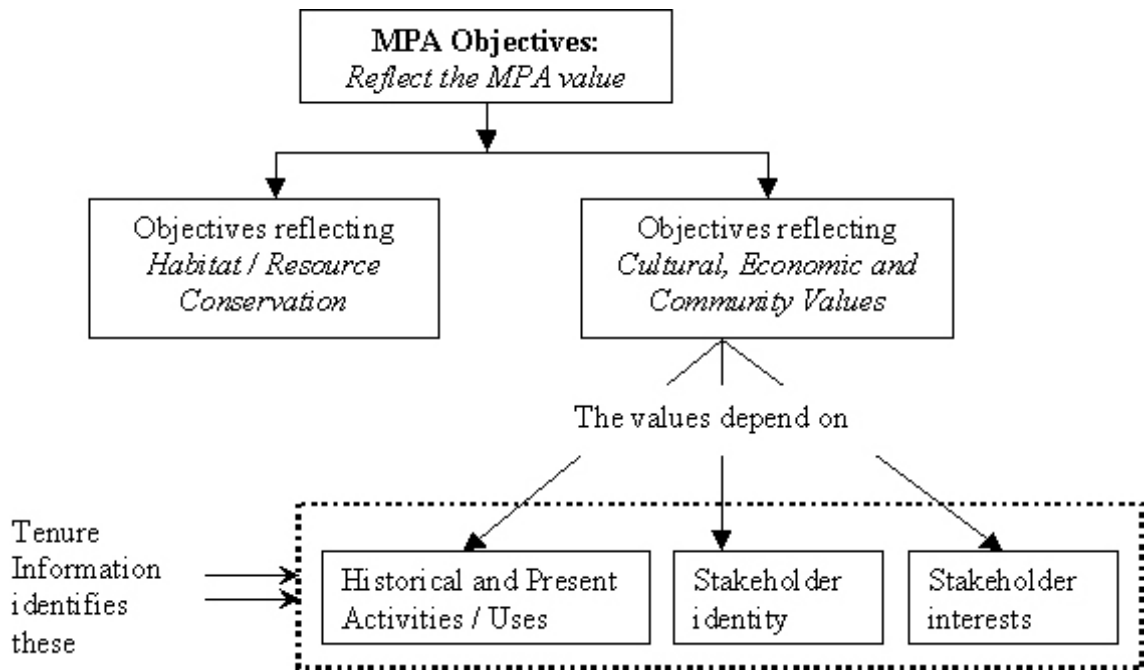 MPA Objectives:
Reflect the MPA value
Objectives reflecting
Habitat / Resource
Conservation
Objectives reflecting
Cultural, Economic and
Community Values
The values depend on
Tenure
Information
identifies
these
Historical and Present
Activities / Uses
Stakeholder
identity
Stakeholder
interests